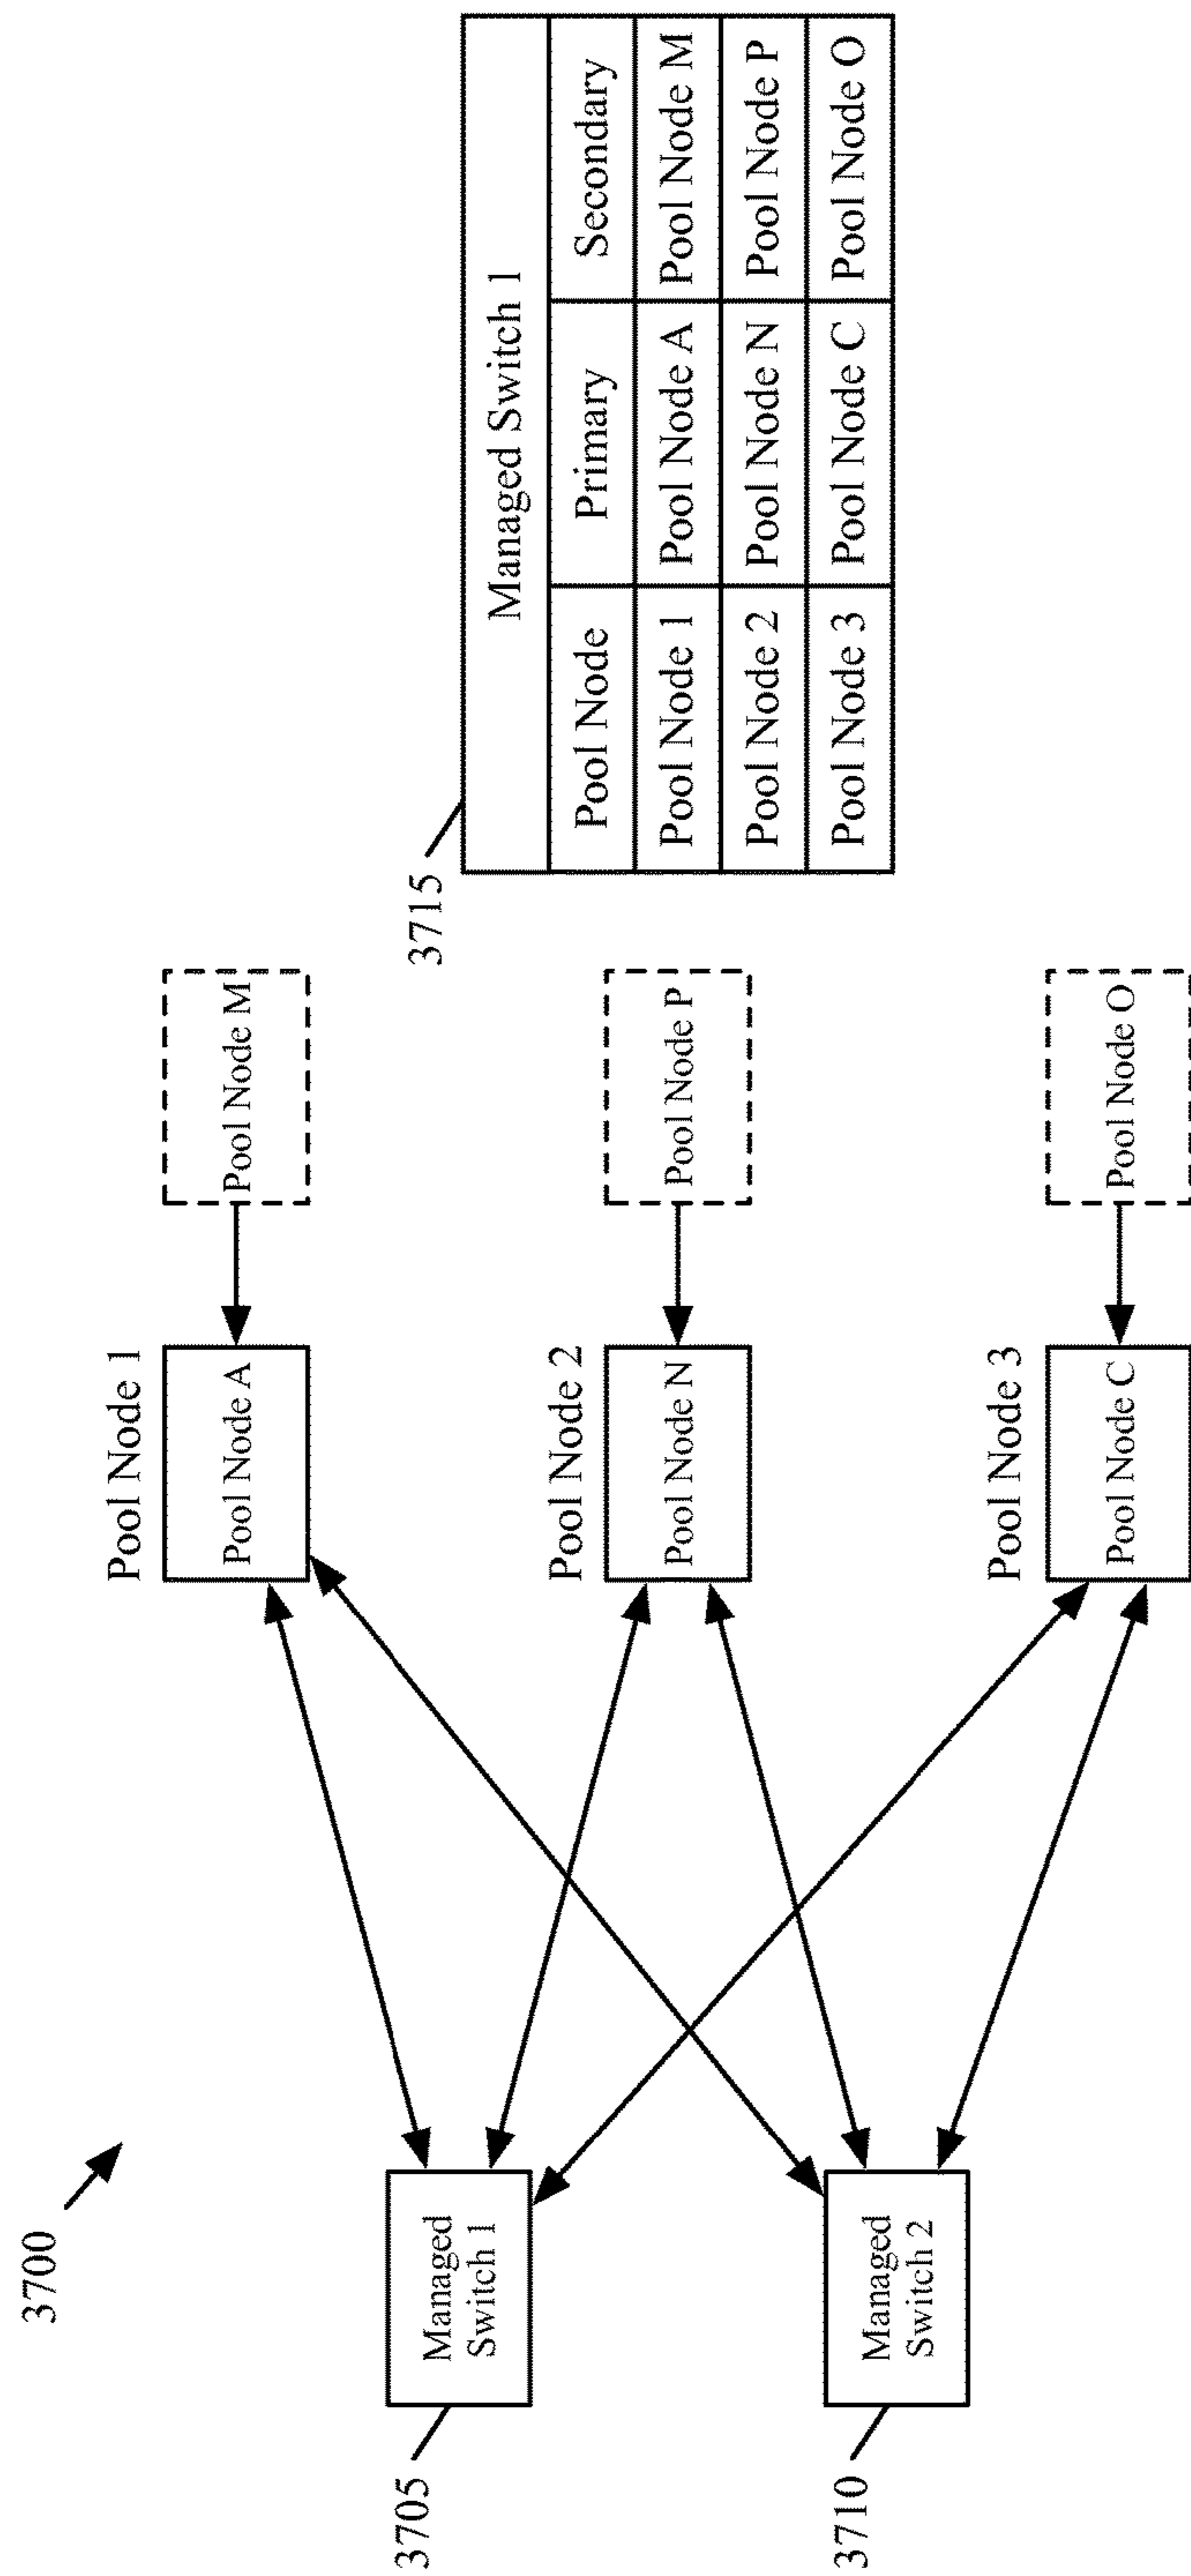 3700
3705
Managed
Switch 1
3710
Managed
Switch 2
Pool Node 1
Pool Node A
Pool Node M
Pool Node 2
Pool Node N
Pool Node P
Pool Node 3
Pool Node C
Pool Node O
3715
Managed Switch 1
Pool Node Primary Secondary
Pool Node 1 Pool Node A Pool Node M
Pool Node 2 Pool Node N Pool Node P
Pool Node 3 Pool Node C Pool Node O